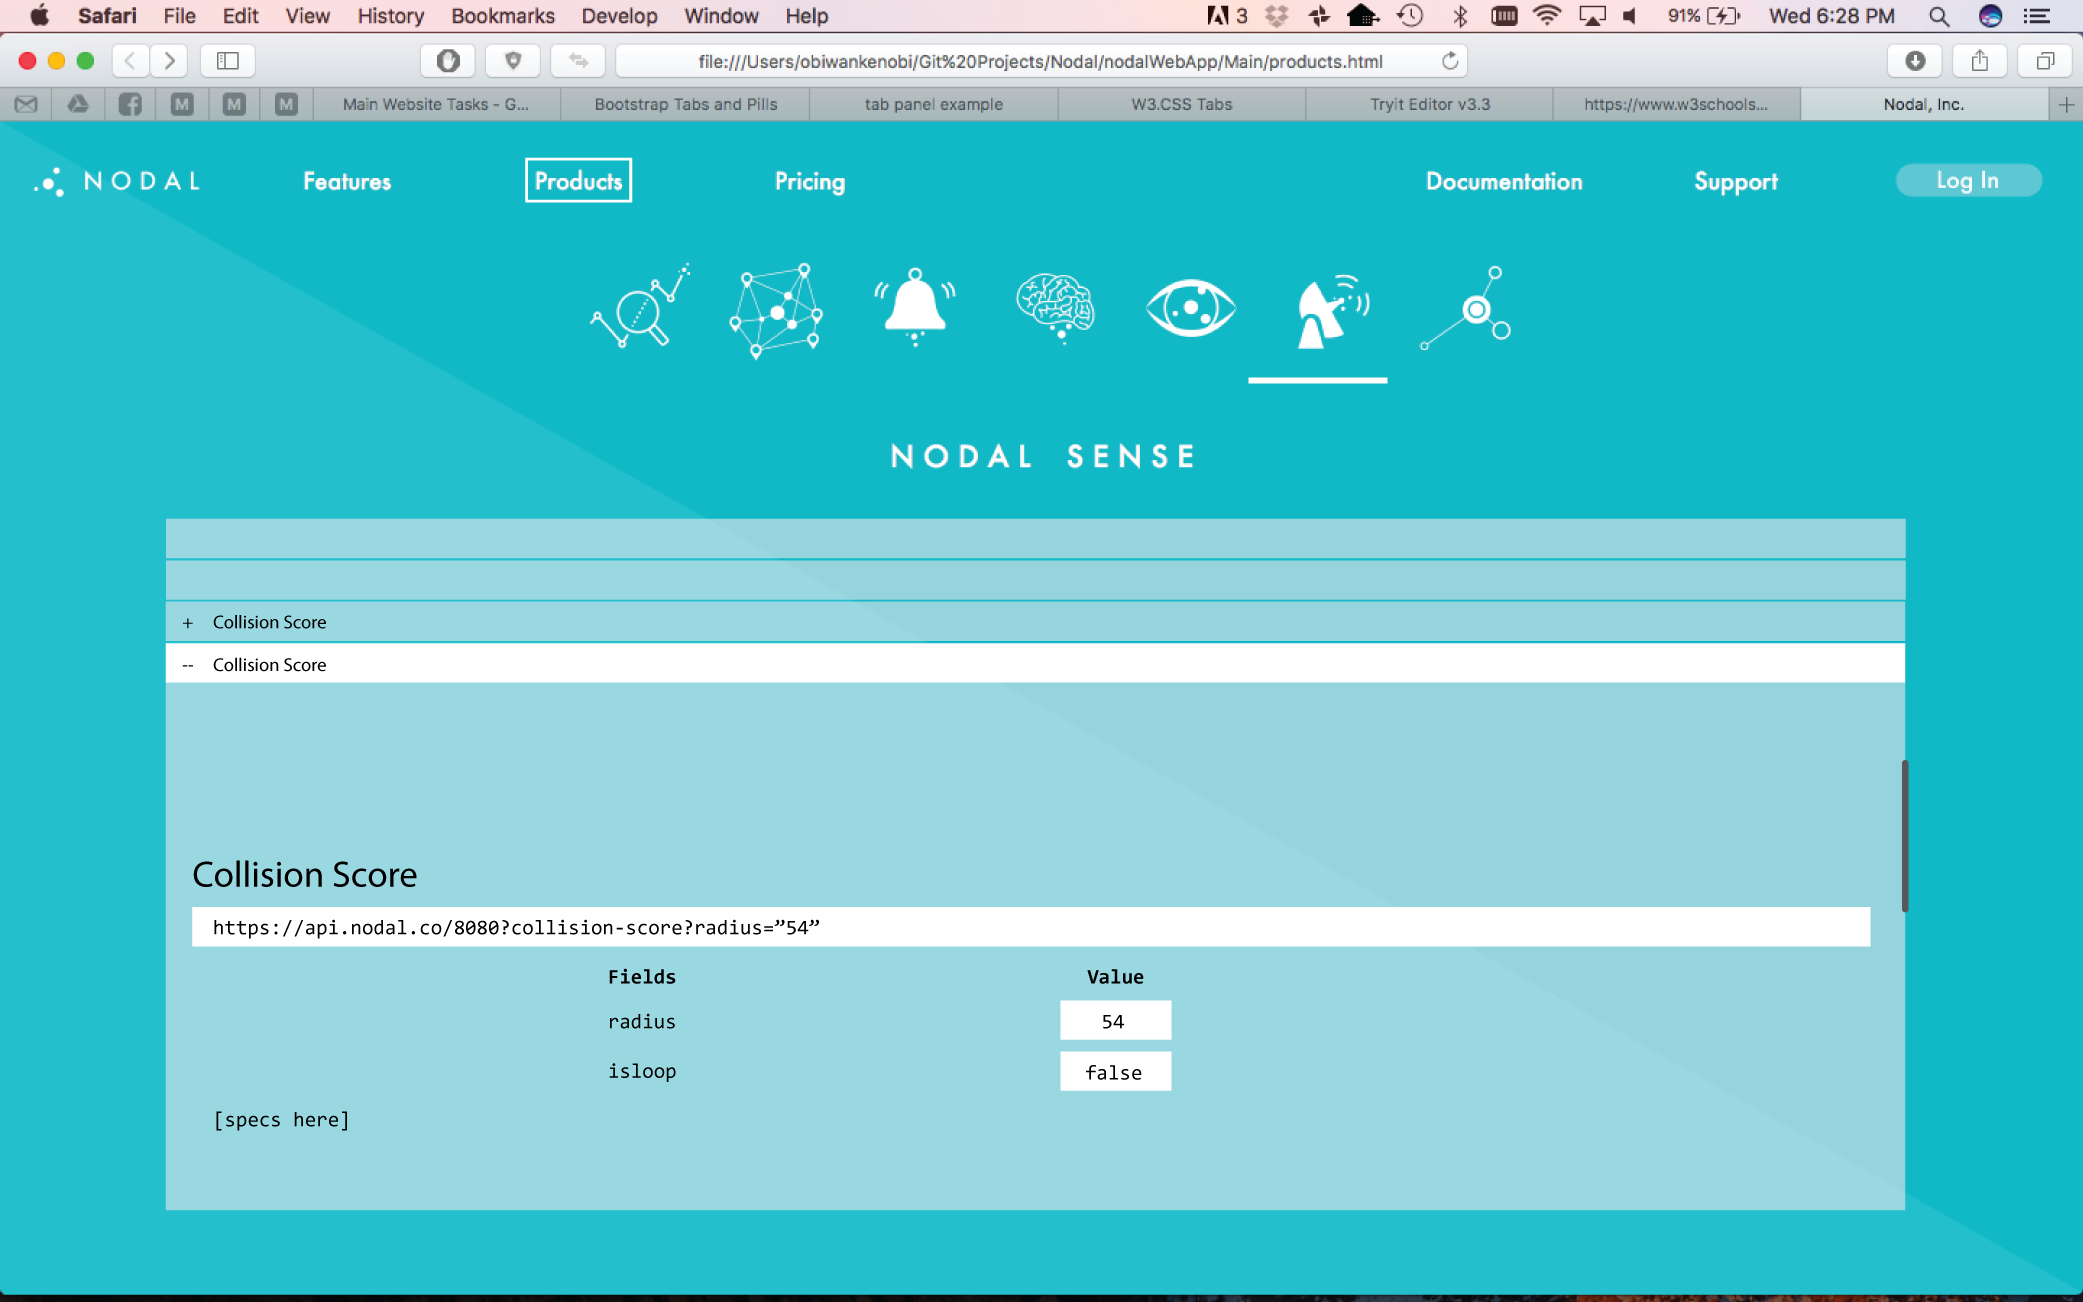 Safari File Edit View History Bookmarks Develop Window Help 3 91% Wed 6:28 PM
file:///Users/obiwankenobi/Git%20Projects/Nodal/nodalWebApp/Main/products.html
M M M Main Website Tasks - G... Bootstrap Tabs and Pills tab panel example W3.CSS Tabs Tryit Editor v3.3 https://www.w3schools... Nodal, Inc.
NODAL Features Products Pricing Documentation Support Log In
NODAL SENSE
+ Collision Score
-- Collision Score
Collision Score
https://api.nodal.co/8080?collision-score?radius=”54”
Fields Value
radius 54
isloop false
[specs here]